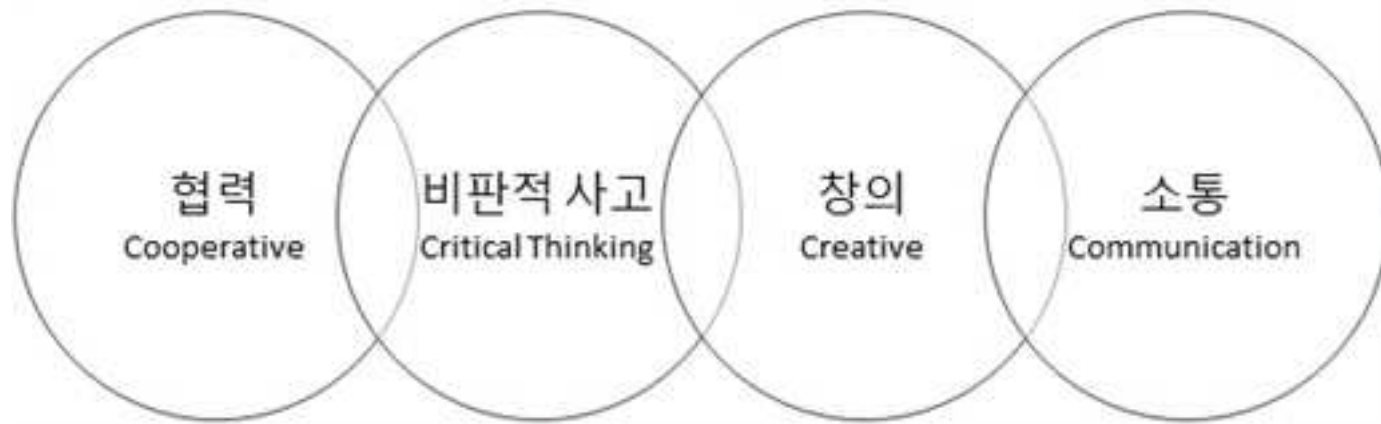 협력
Cooperative
비판적 사고
Critical Thinking
창의
Creative
소통
Communication